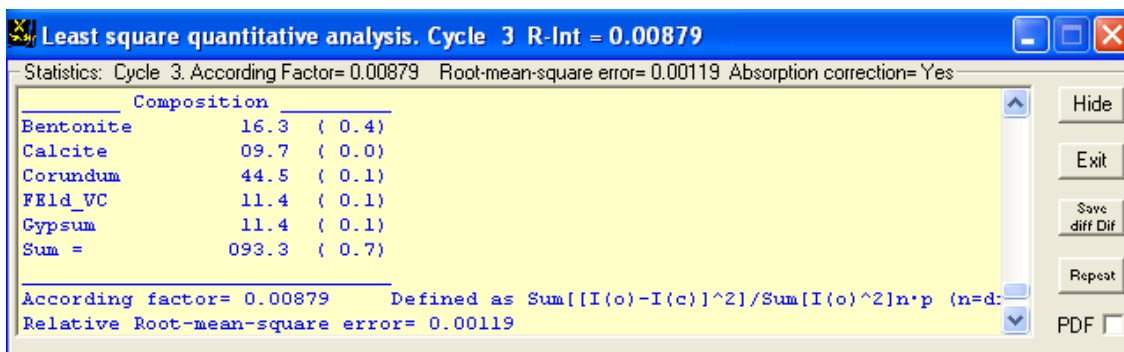 Least square quantitative analysis. Cycle 3 R-Int = 0.00879
Statistics: Cycle 3. According Factor= 0.00879 Root-mean-square error= 0.00119 Absorption correction= Yes
________ Composition _________
Bentonite 16.3 ( 0.4)
Calcite 09.7 ( 0.0)
Corundum 44.5 ( 0.1)
FEld_VC 11.4 ( 0.1)
Gypsum 11.4 ( 0.1)
Sum = 093.3 ( 0.7)
According factor= 0.00879 Defined as Sum[[I(o)-I(c)]^2]/Sum[I(o)^2]n·p (n=d:
Relative Root-mean-square error= 0.00119
Hide
Exit
Save
diff Dif
Repeat
PDF